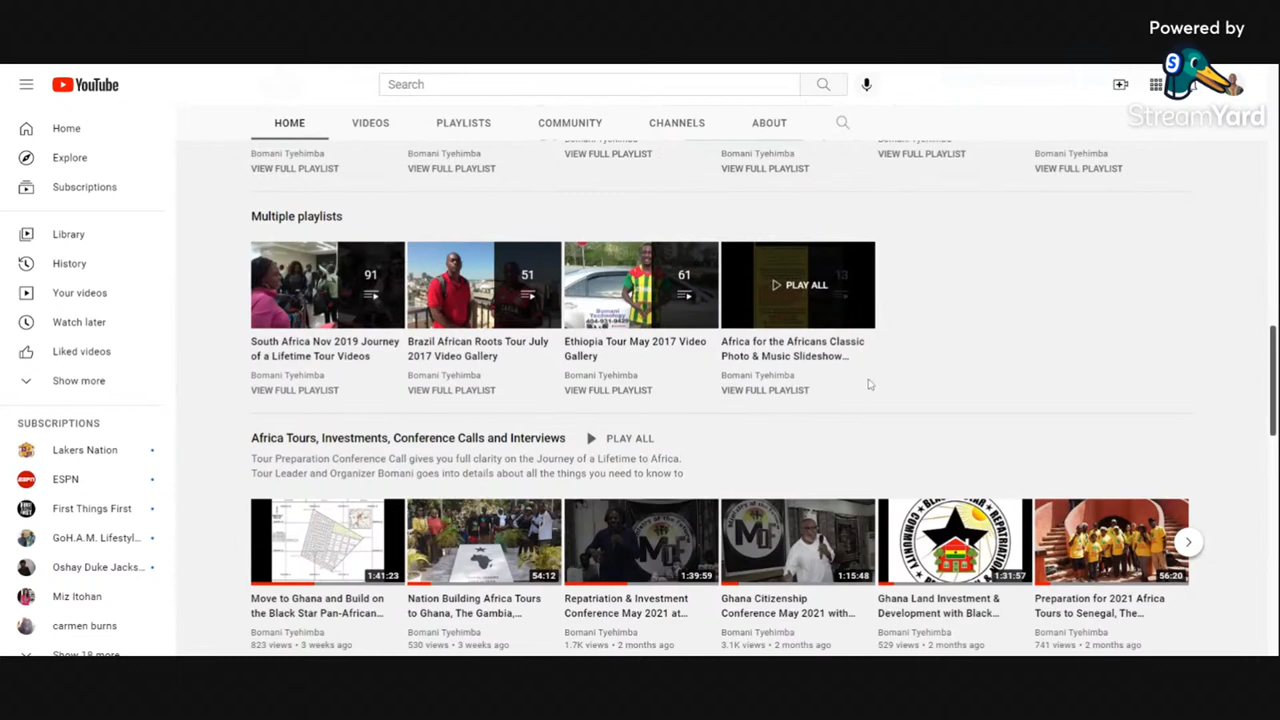 Powered by
StreamYard
YouTube
Search
HOME
VIDEOS
PLAYLISTS
COMMUNITY
CHANNELS
ABOUT
Home
Explore
Subscriptions
Library
History
Your videos
Watch later
Liked videos
Show more
SUBSCRIPTIONS
Lakers Nation
ESPN
First Things First
GoH.A.M. Lifestyl...
Oshay Duke Jacks...
Miz Itohan
carmen burns
Show 18 more
Bomani Tyehimba
VIEW FULL PLAYLIST
Bomani Tyehimba
VIEW FULL PLAYLIST
VIEW FULL PLAYLIST
Bomani Tyehimba
VIEW FULL PLAYLIST
VIEW FULL PLAYLIST
Bomani Tyehimba
VIEW FULL PLAYLIST
Multiple playlists
91
South Africa Nov 2019 Journey
of a Lifetime Tour Videos
Bomani Tyehimba
VIEW FULL PLAYLIST
51
Brazil African Roots Tour July
2017 Video Gallery
Bomani Tyehimba
VIEW FULL PLAYLIST
61
Ethiopia Tour May 2017 Video
Gallery
Bomani Tyehimba
VIEW FULL PLAYLIST
PLAY ALL
13
Africa for the Africans Classic
Photo & Music Slideshow...
Bomani Tyehimba
VIEW FULL PLAYLIST
Africa Tours, Investments, Conference Calls and Interviews
PLAY ALL
Tour Preparation Conference Call gives you full clarity on the Journey of a Lifetime to Africa.
Tour Leader and Organizer Bomani goes into details about all the things you need to know to
1:41:23
Move to Ghana and Build on
the Black Star Pan-African...
Bomani Tyehimba
823 views • 3 weeks ago
54:12
Nation Building Africa Tours
to Ghana, The Gambia,...
Bomani Tyehimba
530 views • 3 weeks ago
1:39:59
Repatriation & Investment
Conference May 2021 at...
Bomani Tyehimba
1.7K views • 2 months ago
1:15:48
Ghana Citizenship
Conference May 2021 with...
Bomani Tyehimba
3.1K views • 2 months ago
1:31:57
Ghana Land Investment &
Development with Black...
Bomani Tyehimba
529 views • 2 months ago
56:20
Preparation for 2021 Africa
Tours to Senegal, The...
Bomani Tyehimba
741 views • 2 months ago